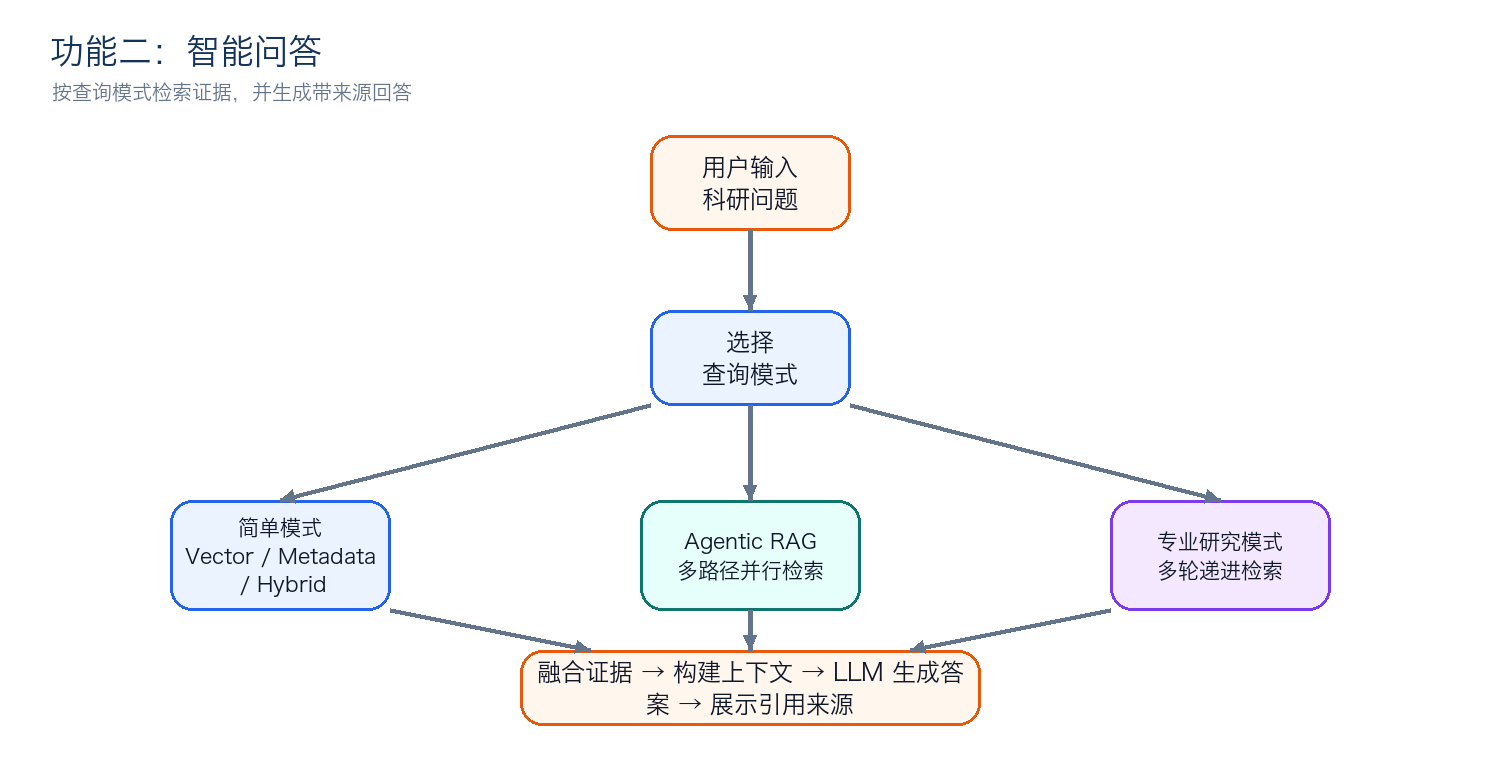 功能二：智能问答
按查询模式检索证据，并生成带来源回答
用户输入
科研问题
选择
查询模式
简单模式
Vector / Metadata
/ Hybrid
Agentic RAG
多路径并行检索
专业研究模式
多轮递进检索
融合证据 → 构建上下文 → LLM 生成答
案 → 展示引用来源